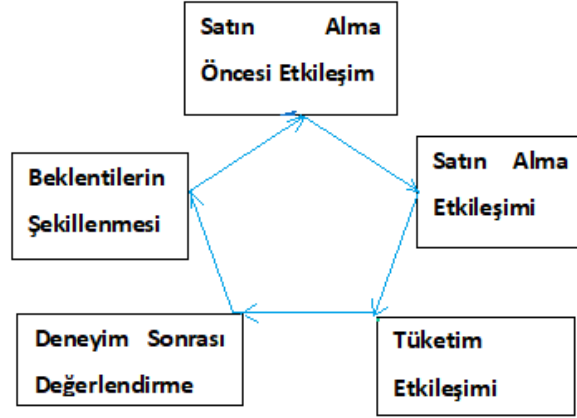 Satın Alma
Öncesi Etkileşim
Satın Alma
Etkileşimi
Tüketim
Etkileşimi
Deneyim Sonrası
Değerlendirme
Beklentilerin
Şekillenmesi